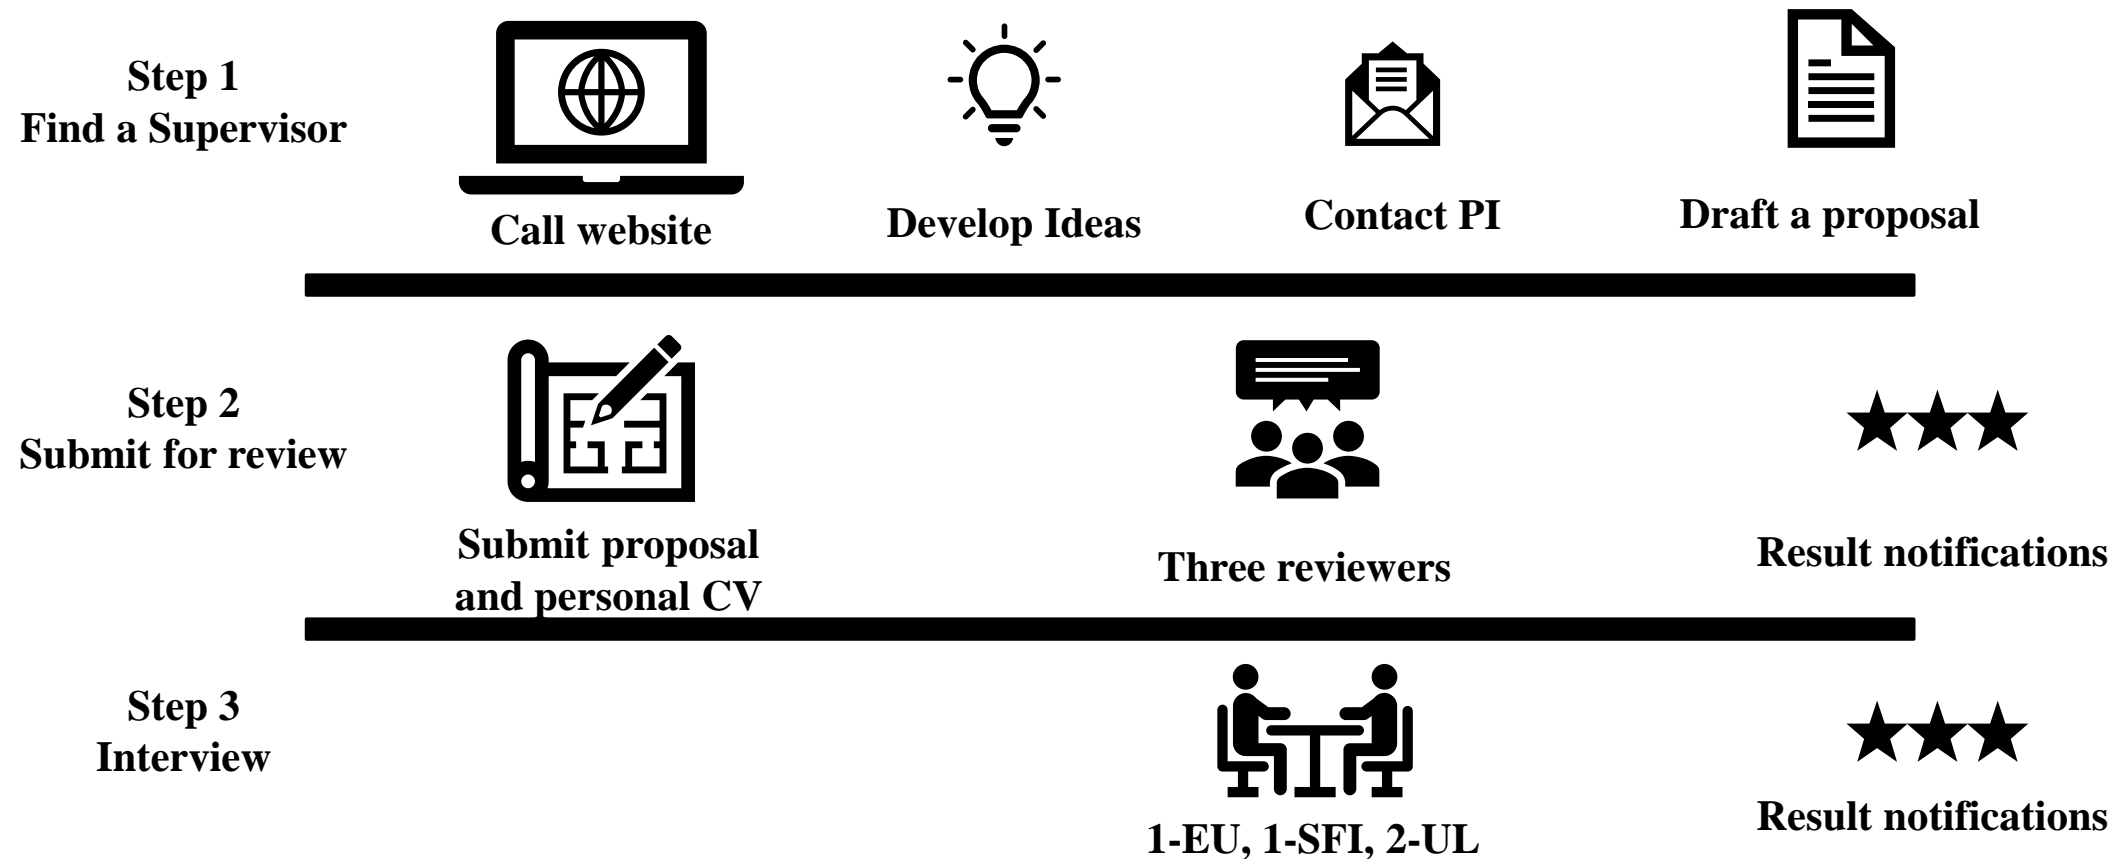 Step 1
Find a Supervisor
Call website
Develop Ideas
Contact PI
Draft a proposal
Step 2
Submit for review
Submit proposal
and personal CV
Three reviewers
Result notifications
Step 3
Interview
1-EU, 1-SFI, 2-UL
Result notifications